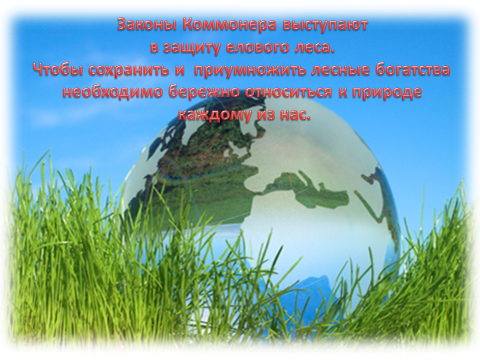 Законы Коммонера выступают
в защиту елового леса.
Чтобы сохранить и  приумножить лесные богатства
необходимо бережно относиться к природе
каждому из нас.